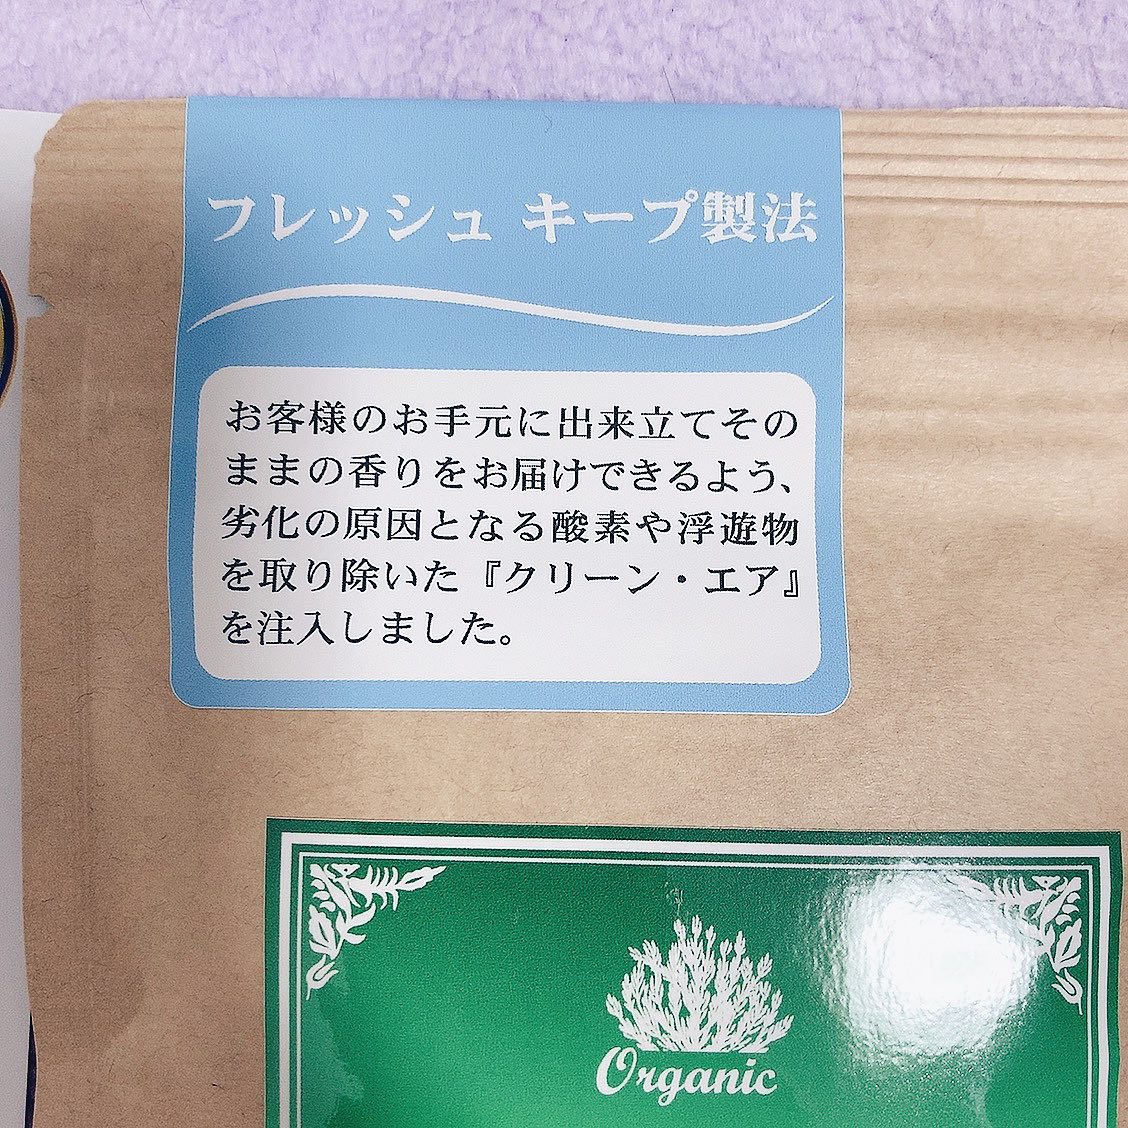 フレッシュ キープ製法
お客様のお手元に出来立てその
ままの香りをお届けできるよう、
劣化の原因となる酸素や浮遊物
を取り除いた『クリーン・エア』
を注入しました。
Organic